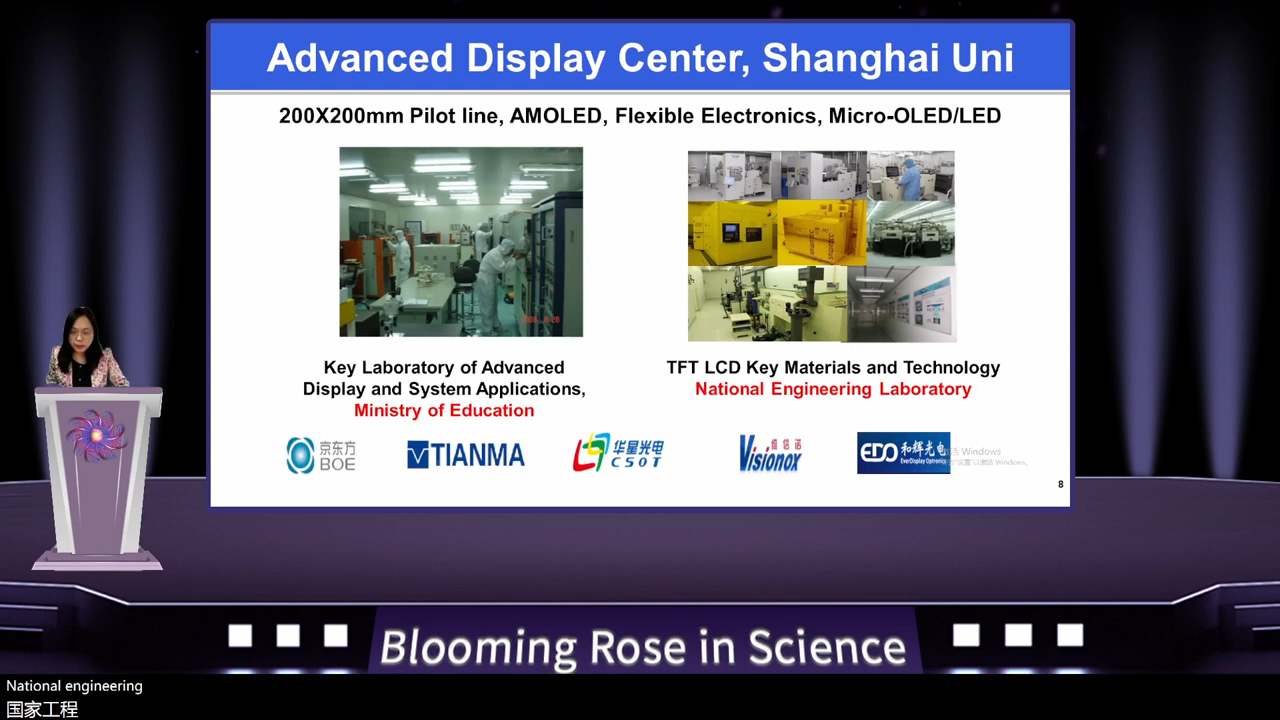 Advanced Display Center, Shanghai Uni
200X200mm Pilot line, AMOLED, Flexible Electronics, Micro-OLED/LED
Key Laboratory of Advanced
Display and System Applications,
Ministry of Education
TFT LCD Key Materials and Technology
National Engineering Laboratory
京东方
BOE
TIANMA
华星光电
CSOT
维信诺
Visionox
EDO 和辉光电
EverDisplay Optronics
Windows
8
Blooming Rose in Science
National engineering
国家工程